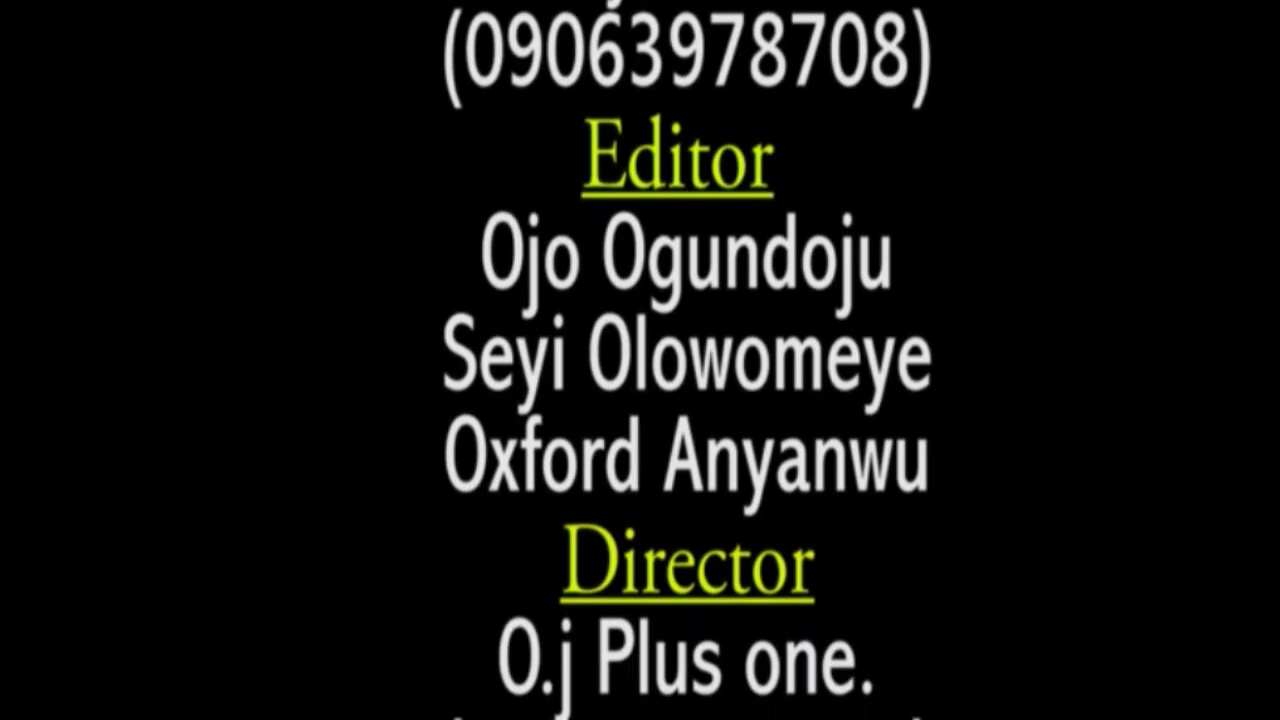 (09063978708)
Editor
Ojo Ogundoju
Seyi Olowomeye
Oxford Anyanwu
Director
O.j Plus one.